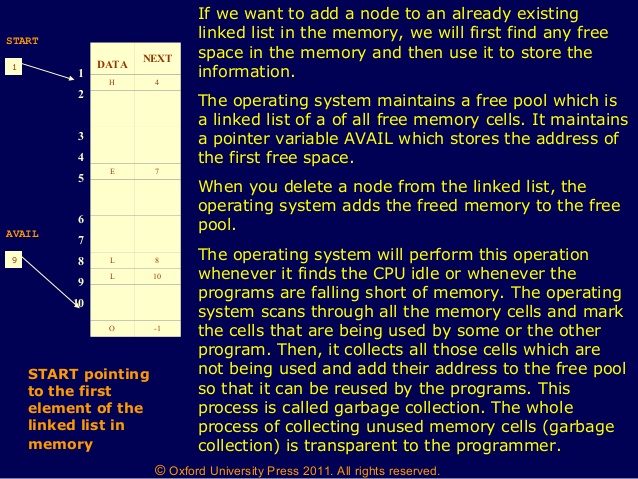 START
1
DATA NEXT
1 H 4
2
3
4
5 E 7
6
7
8 L 8
9 L 10
10
O -1
AVAIL
9
START pointing
to the first
element of the
linked list in
memory
If we want to add a node to an already existing
linked list in the memory, we will first find any free
space in the memory and then use it to store the
information.
The operating system maintains a free pool which is
a linked list of a of all free memory cells. It maintains
a pointer variable AVAIL which stores the address of
the first free space.
When you delete a node from the linked list, the
operating system adds the freed memory to the free
pool.
The operating system will perform this operation
whenever it finds the CPU idle or whenever the
programs are falling short of memory. The operating
system scans through all the memory cells and mark
the cells that are being used by some or the other
program. Then, it collects all those cells which are
not being used and add their address to the free pool
so that it can be reused by the programs. This
process is called garbage collection. The whole
process of collecting unused memory cells (garbage
collection) is transparent to the programmer.
© Oxford University Press 2011. All rights reserved.